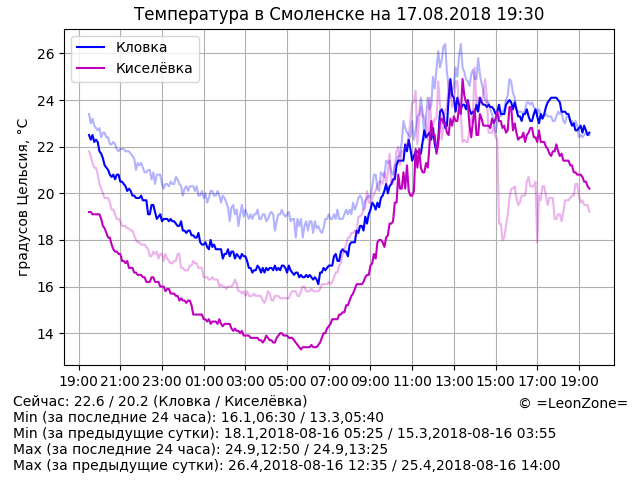 Температура в Смоленске на 17.08.2018 19:30
Кловка
Киселёвка
градусов Цельсия, °C
26
24
22
20
18
16
14
19:00 21:00 23:00 01:00 03:00 05:00 07:00 09:00 11:00 13:00 15:00 17:00 19:00
Сейчас: 22.6 / 20.2 (Кловка / Киселёвка)
© =LeonZone=
Min (за последние 24 часа): 16.1,06:30 / 13.3,05:40
Min (за предыдущие сутки): 18.1,2018-08-16 05:25 / 15.3,2018-08-16 03:55
Max (за последние 24 часа): 24.9,12:50 / 24.9,13:25
Max (за предыдущие сутки): 26.4,2018-08-16 12:35 / 25.4,2018-08-16 14:00